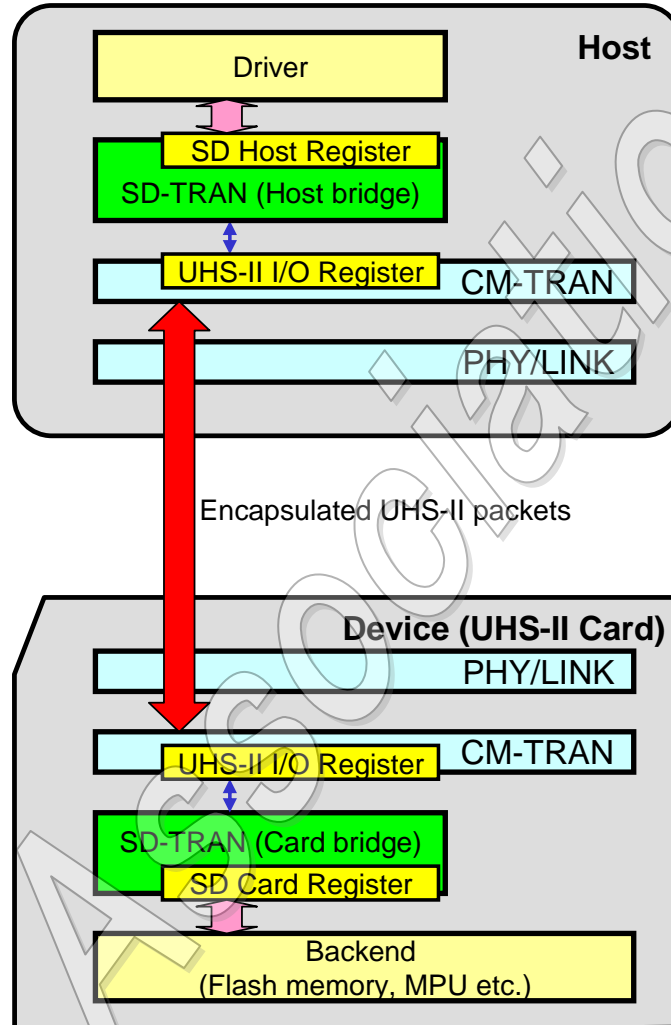 Host
Driver
SD Host Register
SD-TRAN (Host bridge)
UHS-II I/O Register
CM-TRAN
PHY/LINK
Encapsulated UHS-II packets
Device (UHS-II Card)
PHY/LINK
CM-TRAN
UHS-II I/O Register
SD-TRAN (Card bridge)
SD Card Register
Backend
(Flash memory, MPU etc.)
Associatio